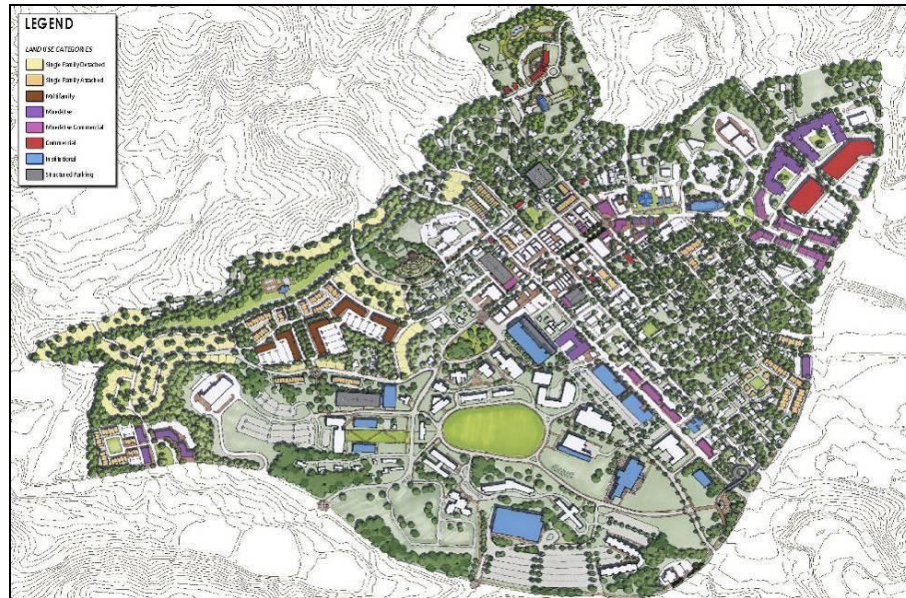 LEGEND
LAND USE CATEGORIES
Single Family Detached
Single Family Attached
Multifamily
Mixed-Use
Mixed-Use Commercial
Commercial
Institutional
Structured Parking